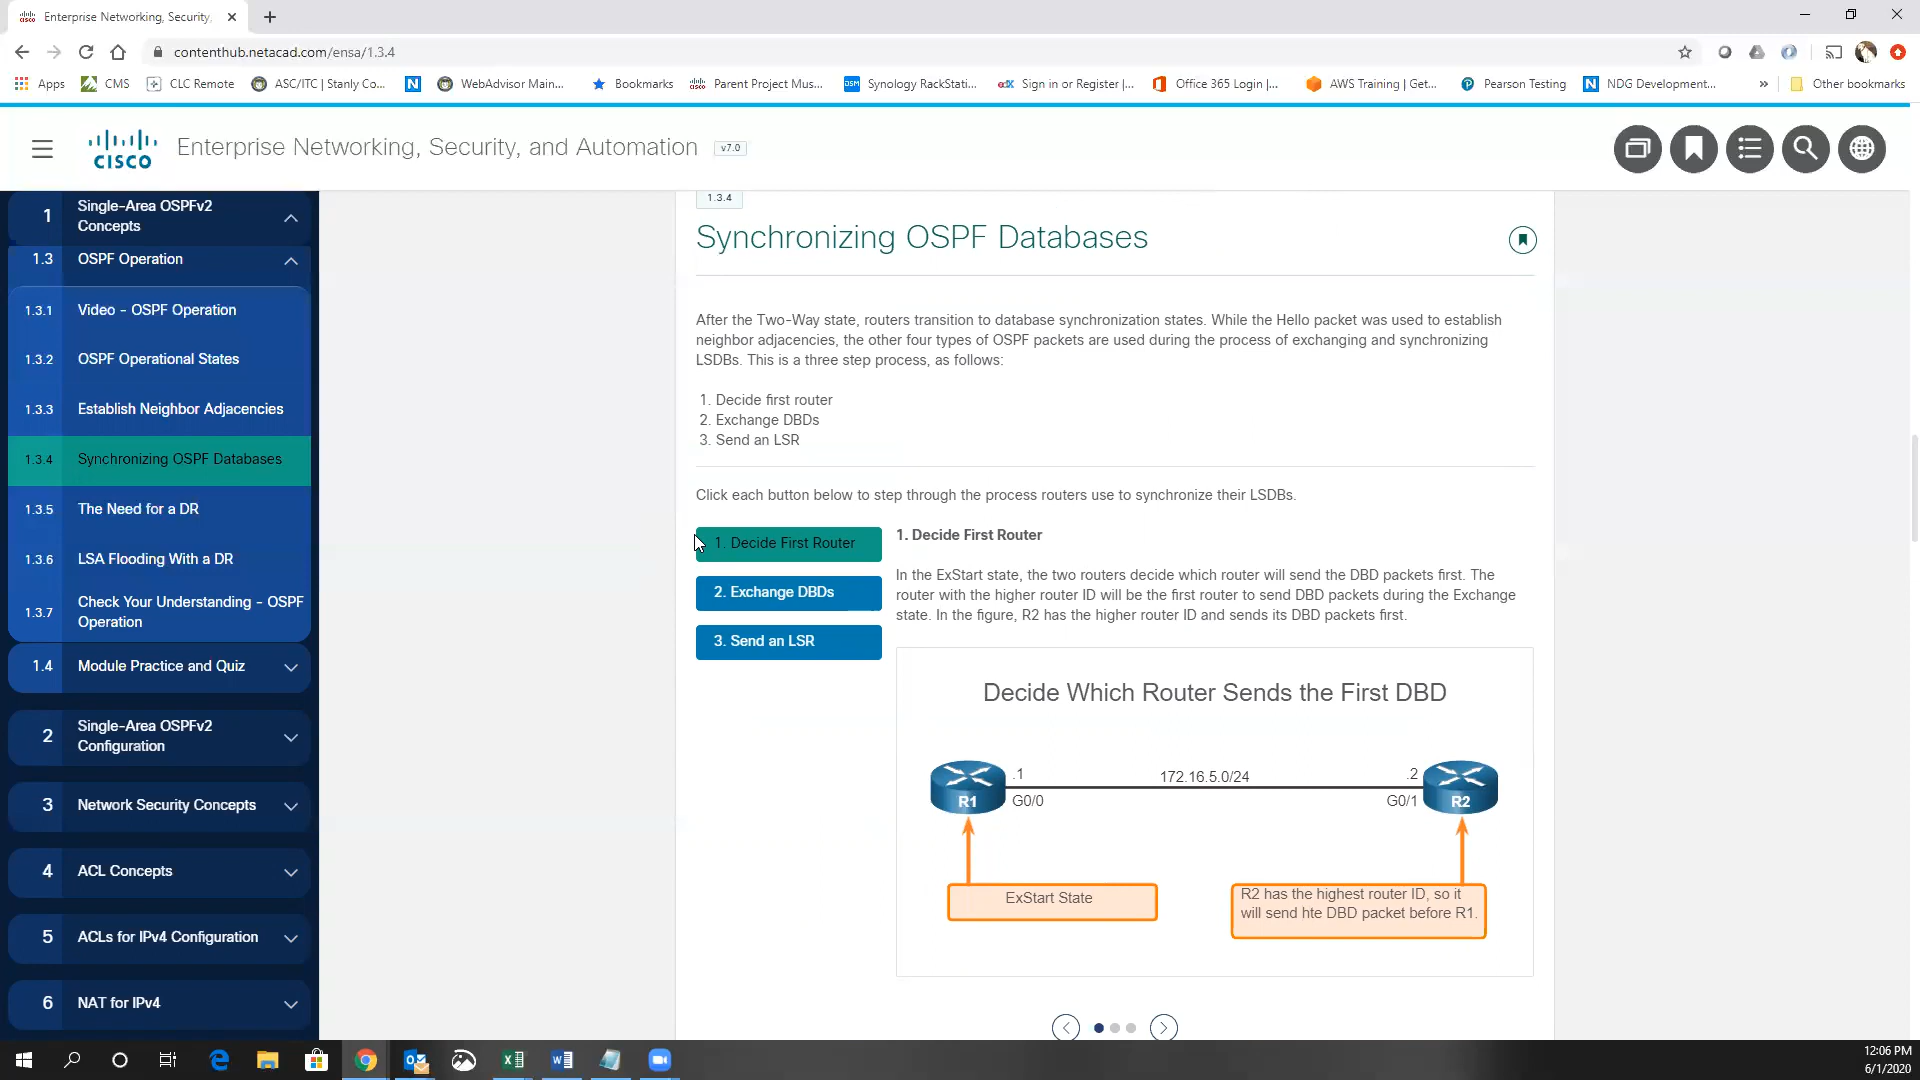 Enterprise Networking, Security,
contenthub.netacad.com/ensa/1.3.4
Apps
CMS
CLC Remote
ASC/ITC | Stanly Co...
WebAdvisor Main...
Bookmarks
Parent Project Mus...
Synology RackStati...
Sign in or Register |...
Office 365 Login |...
AWS Training | Get...
Pearson Testing
NDG Development...
»
Other bookmarks
CISCO
Enterprise Networking, Security, and Automation
v7.0
1
Single-Area OSPFv2
Concepts
1.3 OSPF Operation
1.3.1 Video - OSPF Operation
1.3.2 OSPF Operational States
1.3.3 Establish Neighbor Adjacencies
1.3.4 Synchronizing OSPF Databases
1.3.5 The Need for a DR
1.3.6 LSA Flooding With a DR
1.3.7 Check Your Understanding - OSPF
Operation
1.4 Module Practice and Quiz
2 Single-Area OSPFv2
Configuration
3 Network Security Concepts
4 ACL Concepts
5 ACLs for IPv4 Configuration
6 NAT for IPv4
1.3.4
Synchronizing OSPF Databases
After the Two-Way state, routers transition to database synchronization states. While the Hello packet was used to establish
neighbor adjacencies, the other four types of OSPF packets are used during the process of exchanging and synchronizing
LSDBs. This is a three step process, as follows:
1. Decide first router
2. Exchange DBDs
3. Send an LSR
Click each button below to step through the process routers use to synchronize their LSDBs.
1. Decide First Router
2. Exchange DBDs
3. Send an LSR
1. Decide First Router
In the ExStart state, the two routers decide which router will send the DBD packets first. The
router with the higher router ID will be the first router to send DBD packets during the Exchange
state. In the figure, R2 has the higher router ID and sends its DBD packets first.
Decide Which Router Sends the First DBD
.1
172.16.5.0/24
.2
R1
G0/0
G0/1
R2
ExStart State
R2 has the highest router ID, so it
will send hte DBD packet before R1.
12:06 PM
6/1/2020